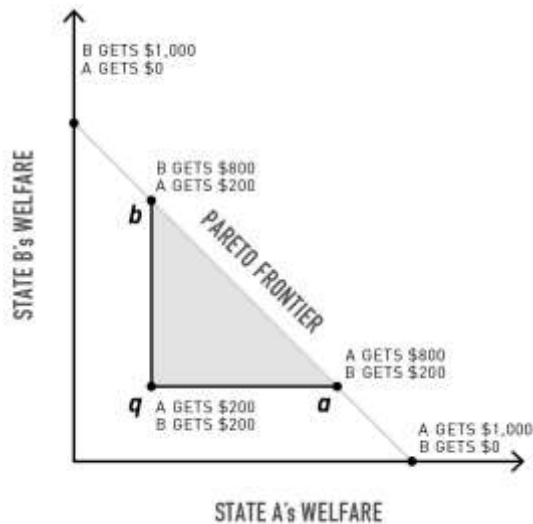 B GETS $1,000
A GETS $0
B GETS $800
A GETS $200
b
PARETO FRONTIER
STATE B's WELFARE
A GETS $800
B GETS $200
q
A GETS $200
B GETS $200
a
A GETS $1,000
B GETS $0
STATE A's WELFARE